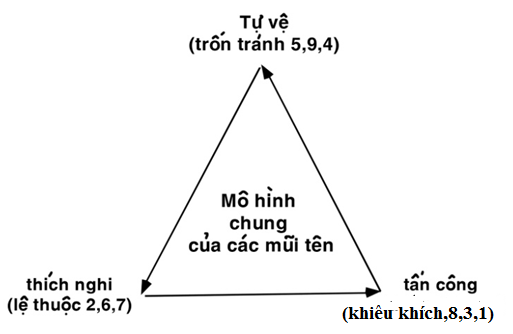 Tự vệ
(trốn tránh 5,9,4)
Mô hình
chung
của các mũi tên
thích nghi
(lệ thuộc 2,6,7)
tấn công
(khiêu khích,8,3,1)